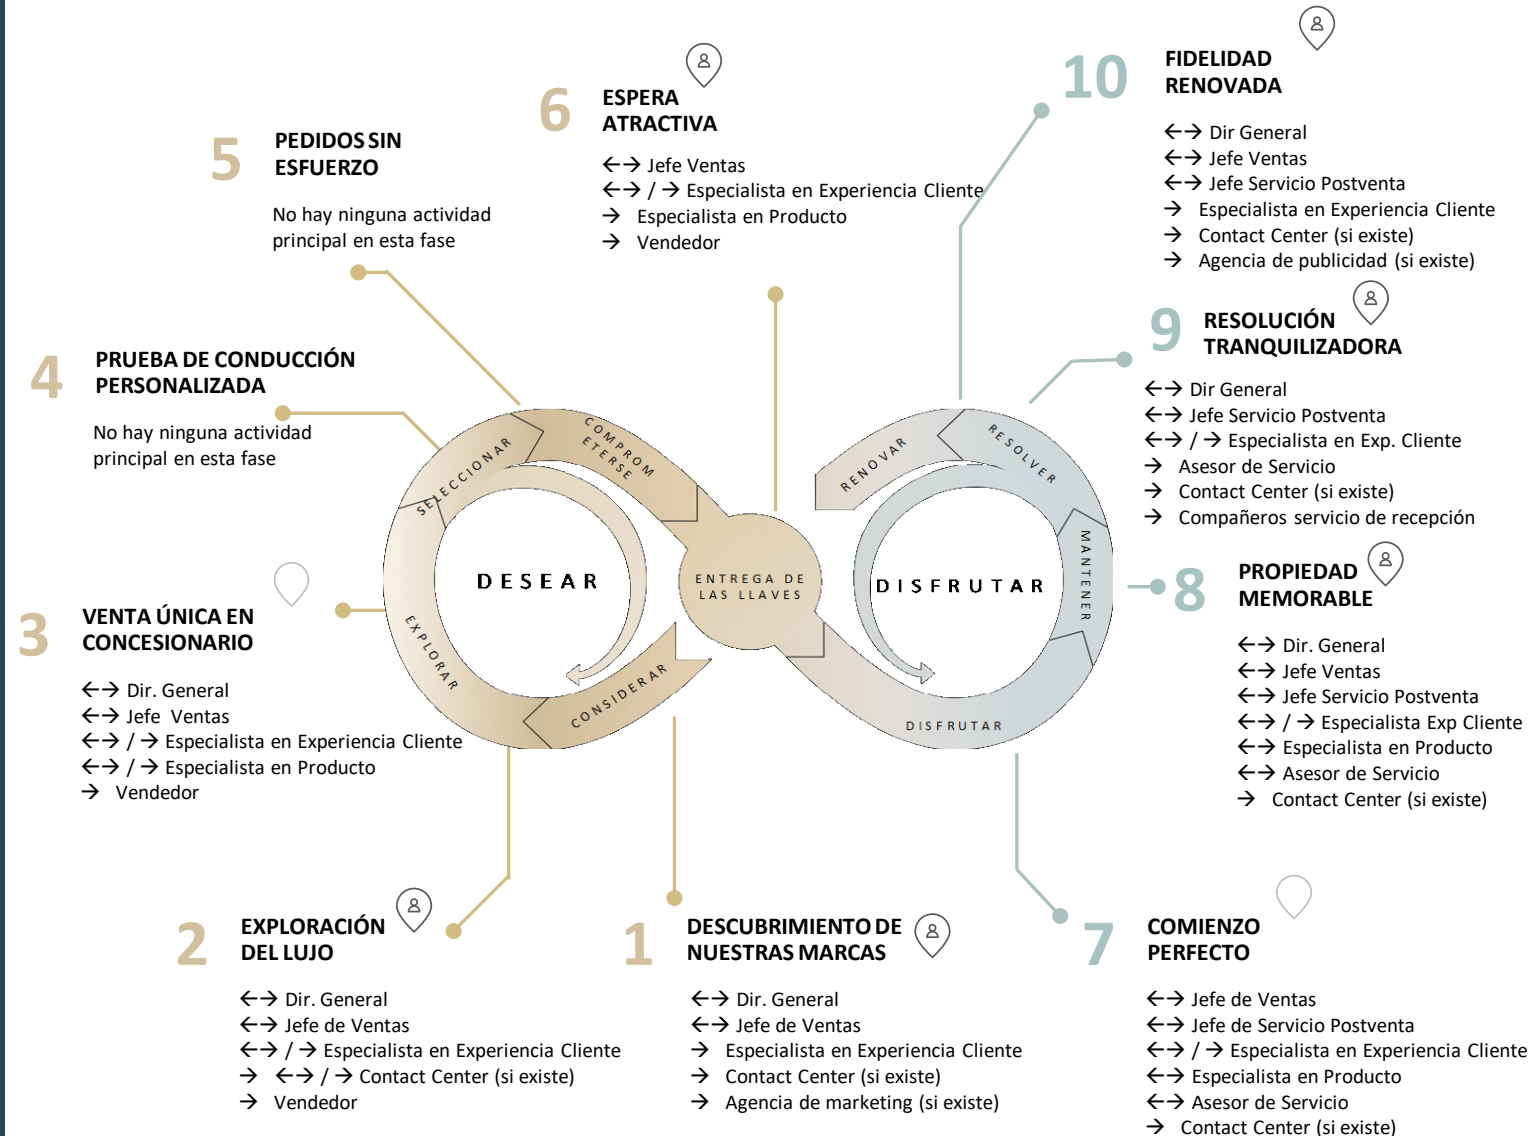 6
ESPERA
ATRACTIVA
←→ Jefe Ventas
←→ / → Especialista en Experiencia Cliente
→ Especialista en Producto
→ Vendedor
10
FIDELIDAD
RENOVADA
←→ Dir General
←→ Jefe Ventas
←→ Jefe Servicio Postventa
→ Especialista en Experiencia Cliente
→ Contact Center (si existe)
→ Agencia de publicidad (si existe)
5
PEDIDOS SIN
ESFUERZO
No hay ninguna actividad
principal en esta fase
9
RESOLUCIÓN
TRANQUILIZADORA
←→ Dir General
←→ Jefe Servicio Postventa
←→ / → Especialista en Exp. Cliente
→ Asesor de Servicio
→ Contact Center (si existe)
→ Compañeros servicio de recepción
4
PRUEBA DE CONDUCCIÓN
PERSONALIZADA
No hay ninguna actividad
principal en esta fase
SELECCIONAR
COMPROM
ETERSE
RENOVAR
RESOLVER
MANTENER
DESEAR
ENTREGA DE
LAS LLAVES
DISFRUTAR
EXPLORAR
CONSIDERAR
DISFRUTAR
8
PROPIEDAD
MEMORABLE
←→ Dir. General
←→ Jefe Ventas
←→ Jefe Servicio Postventa
←→ / → Especialista Exp Cliente
←→ Especialista en Producto
←→ Asesor de Servicio
→ Contact Center (si existe)
3
VENTA ÚNICA EN
CONCESIONARIO
←→ Dir. General
←→ Jefe Ventas
←→ / → Especialista en Experiencia Cliente
←→ / → Especialista en Producto
→ Vendedor
2
EXPLORACIÓN
DEL LUJO
←→ Dir. General
←→ Jefe de Ventas
←→ / → Especialista en Experiencia Cliente
→ ←→ / → Contact Center (si existe)
→ Vendedor
1
DESCUBRIMIENTO DE
NUESTRAS MARCAS
←→ Dir. General
←→ Jefe de Ventas
→ Especialista en Experiencia Cliente
→ Contact Center (si existe)
→ Agencia de marketing (si existe)
7
COMIENZO
PERFECTO
←→ Jefe de Ventas
←→ Jefe de Servicio Postventa
←→ / → Especialista en Experiencia Cliente
←→ Especialista en Producto
←→ Asesor de Servicio
→ Contact Center (si existe)